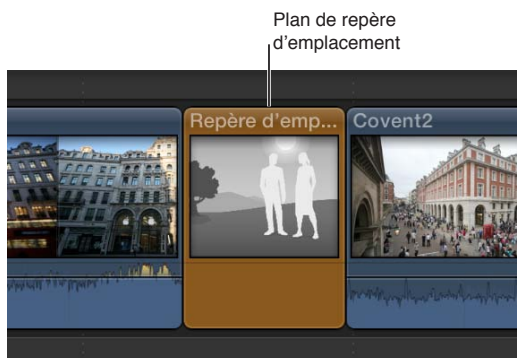 Plan de repère
d’emplacement
Repère d’emp...
Covent2